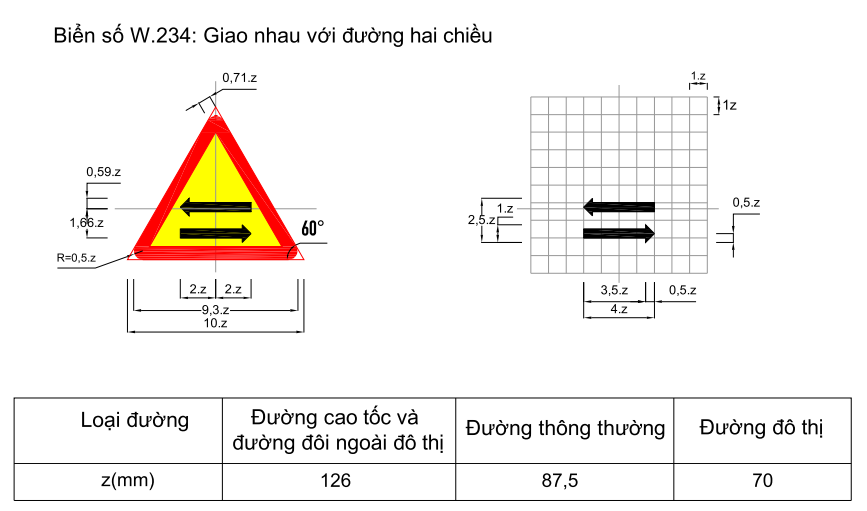 Biển số W.234: Giao nhau với đường hai chiều
0,71.z
1.z
1z
0,59.z
1,66.z
60°
R=0,5.z
2.z 2.z
9,3.z
10.z
1.z
2,5.z
0,5.z
3,5.z 0,5.z
4.z
Loại đường
Đường cao tốc và
đường đôi ngoài đô thị
Đường thông thường
Đường đô thị
z(mm)
126
87,5
70